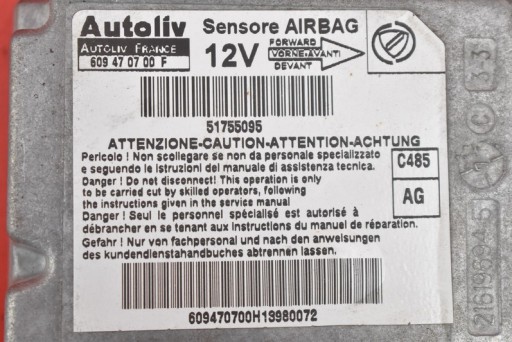 Autoliv
AUTOLIV FRANCE
609 47 07 00 F
Sensore AIRBAG
12V
FORWARD
VORNE-AVANTI
DEVANT
51755095
ATTENZIONE-CAUTION-ATTENTION-ACHTUNG
Pericolo ! Non scollegare se non da personale specializzato
e seguendo le istruzioni del manuale di assistenza tecnica.
Danger ! Do not disconnect! This operation is only
to be carried cut by skilled operators, following
the instructions given in the service manual
Danger ! Seul le personnel spécialisé est autorisé à
débrancher en se tenant aux instructions du manuel de réparation.
Gefahr ! Nur von fachpersonal und nach den anweisungen
des kundendienstahandbuches abtrennen lassen.
C485
AG
609470700H13980072
3